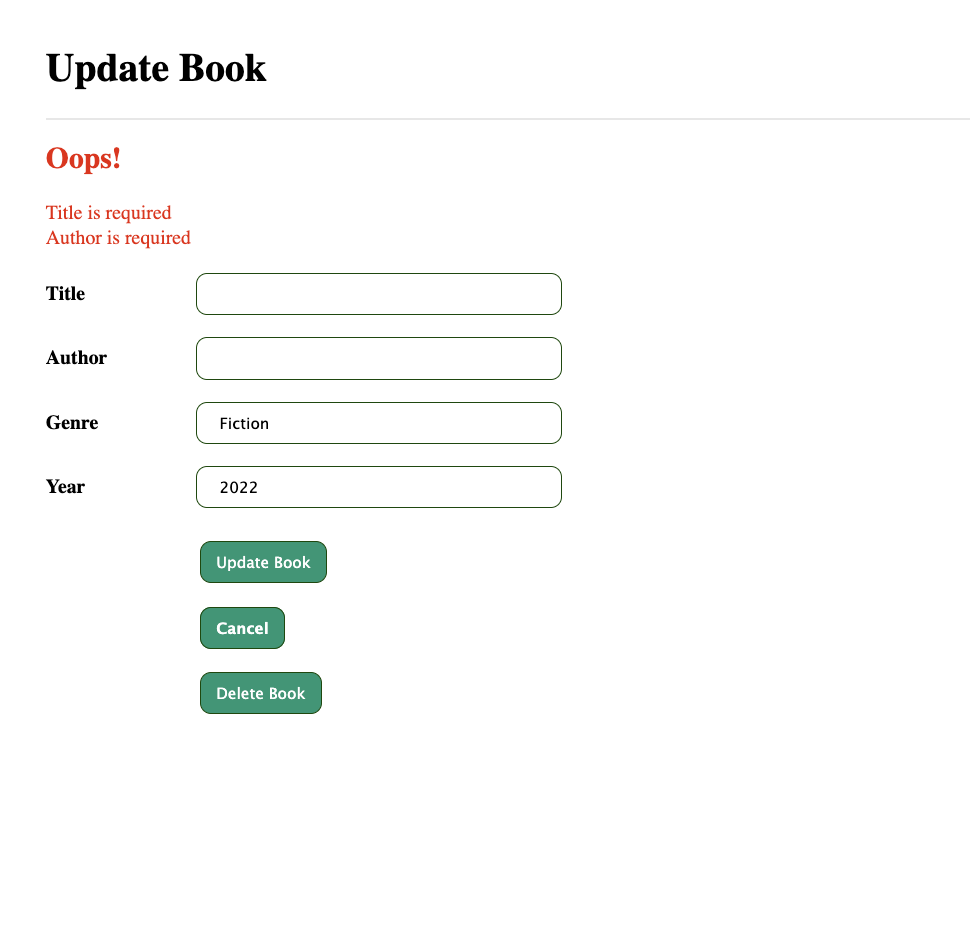 Update Book
Oops!
Title is required
Author is required
Title
Author
Genre Fiction
Year 2022
Update Book
Cancel
Delete Book